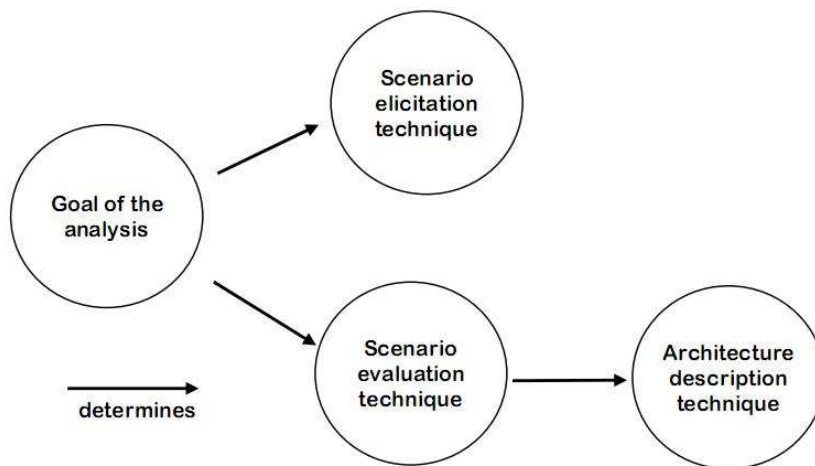 Scenario
elicitation
technique
Goal of the
analysis
Scenario
evaluation
technique
Architecture
description
technique
determines